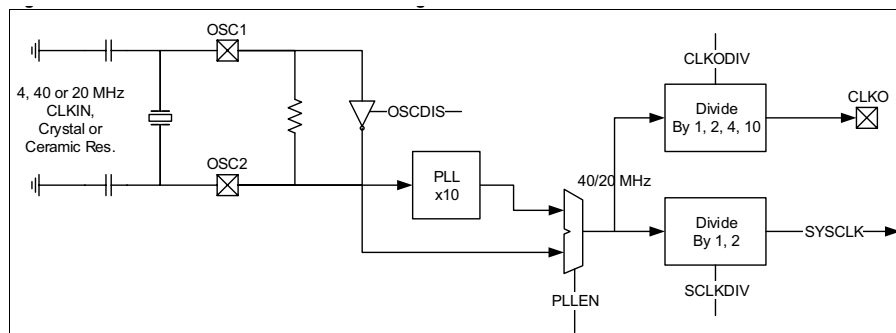 OSC1
CLKODIV
4, 40 or 20 MHz
CLKIN,
Crystal or
Ceramic Res.
OSCDIS
Divide
By 1, 2, 4, 10
CLKO
OSC2
PLL
x10
40/20 MHz
Divide
By 1, 2
SYSCLK
PLLEN
SCLKDIV